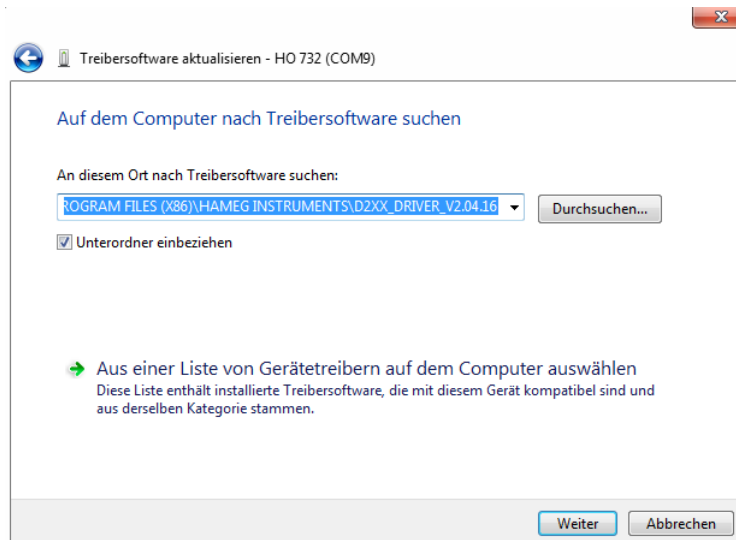 Treibersoftware aktualisieren - HO 732 (COM9)
Auf dem Computer nach Treibersoftware suchen
An diesem Ort nach Treibersoftware suchen:
ROGRAM FILES (X86)\HAMEG INSTRUMENTS\D2XX_DRIVER_V2.04.16
Durchsuchen...
Unterordner einbeziehen
Aus einer Liste von Gerätetreibern auf dem Computer auswählen
Diese Liste enthält installierte Treibersoftware, die mit diesem Gerät kompatibel sind und
aus derselben Kategorie stammen.
Weiter
Abbrechen